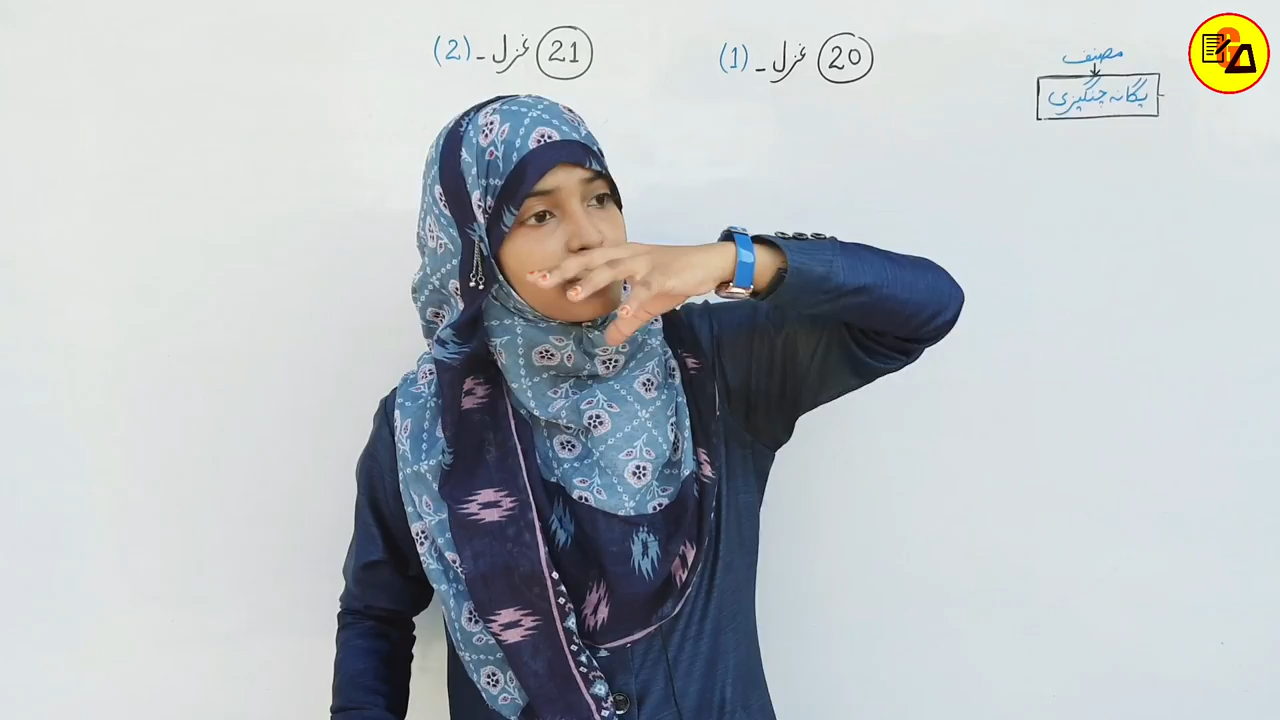 مصنف
یگانہ چنگیزی
20 غزل - (1)
21 غزل - (2)